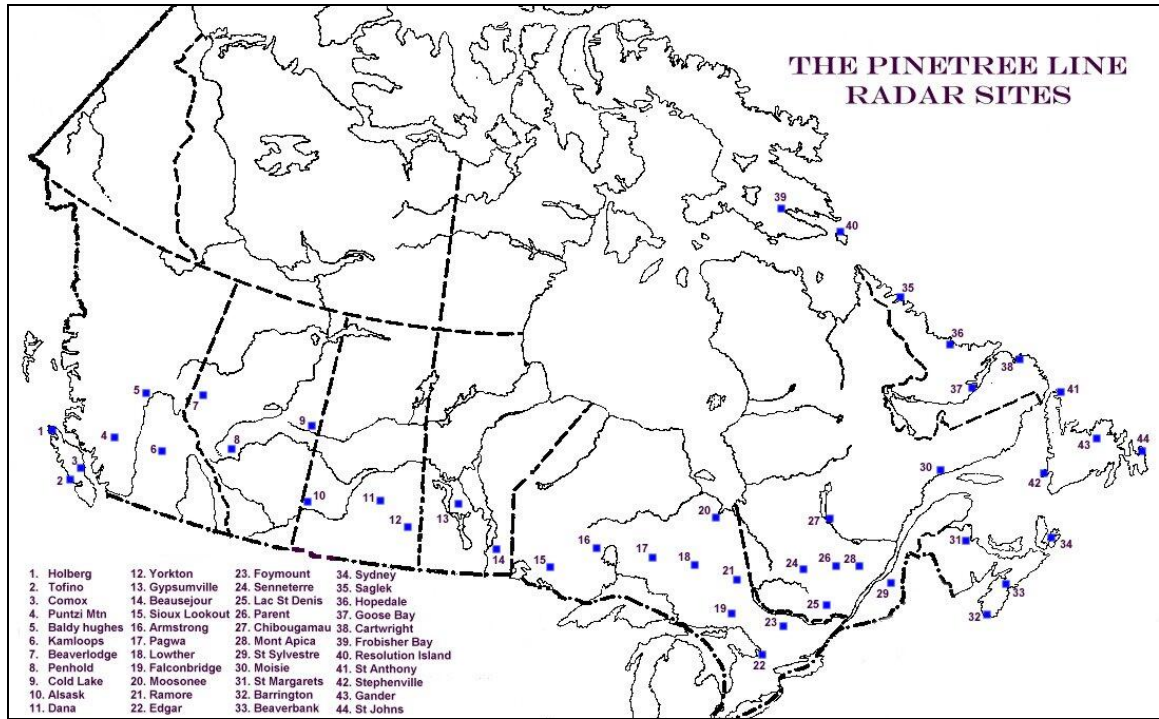 THE PINETREE LINE
RADAR SITES
39
40
35
36
38
37
41
5
7
1
4
9
43
6
8
44
3
2
30
42
10
11
12
13
20
27
31
34
14
15
16
17
18
21
24
26
28
29
33
32
19
25
23
22
1. Holberg
2. Tofino
3. Comox
4. Puntzi Mtn
5. Baldy hughes
6. Kamloops
7. Beaverlodge
8. Penhold
9. Cold Lake
10. Alsask
11. Dana
12. Yorkton
13. Gypsumville
14. Beausejour
15. Sioux Lookout
16. Armstrong
17. Pagwa
18. Lowther
19. Falconbridge
20. Moosonee
21. Ramore
22. Edgar
23. Foymount
24. Senneterre
25. Lac St Denis
26. Parent
27. Chibougamau
28. Mont Apica
29. St Sylvestre
30. Moisie
31. St Margarets
32. Barrington
33. Beaverbank
34. Sydney
35. Saglek
36. Hopedale
37. Goose Bay
38. Cartwright
39. Frobisher Bay
40. Resolution Island
41. St Anthony
42. Stephenville
43. Gander
44. St Johns